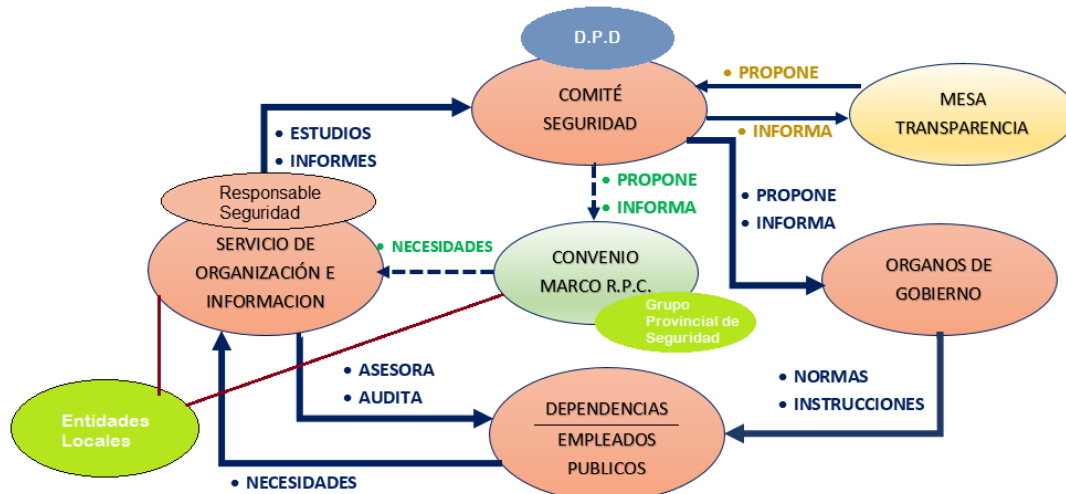 D.P.D
COMITÉ
SEGURIDAD
• PROPONE
MESA
TRANSPARENCIA
• INFORMA
• ESTUDIOS
• INFORMES
• PROPONE
• INFORMA
• PROPONE
• INFORMA
Responsable
Seguridad
SERVICIO DE
ORGANIZACIÓN E
INFORMACION
• NECESIDADES
CONVENIO
MARCO R.P.C.
Grupo
Provincial de
Seguridad
ORGANOS DE
GOBIERNO
• ASESORA
• AUDITA
• NORMAS
• INSTRUCCIONES
DEPENDENCIAS
EMPLEADOS
PUBLICOS
Entidades
Locales
• NECESIDADES